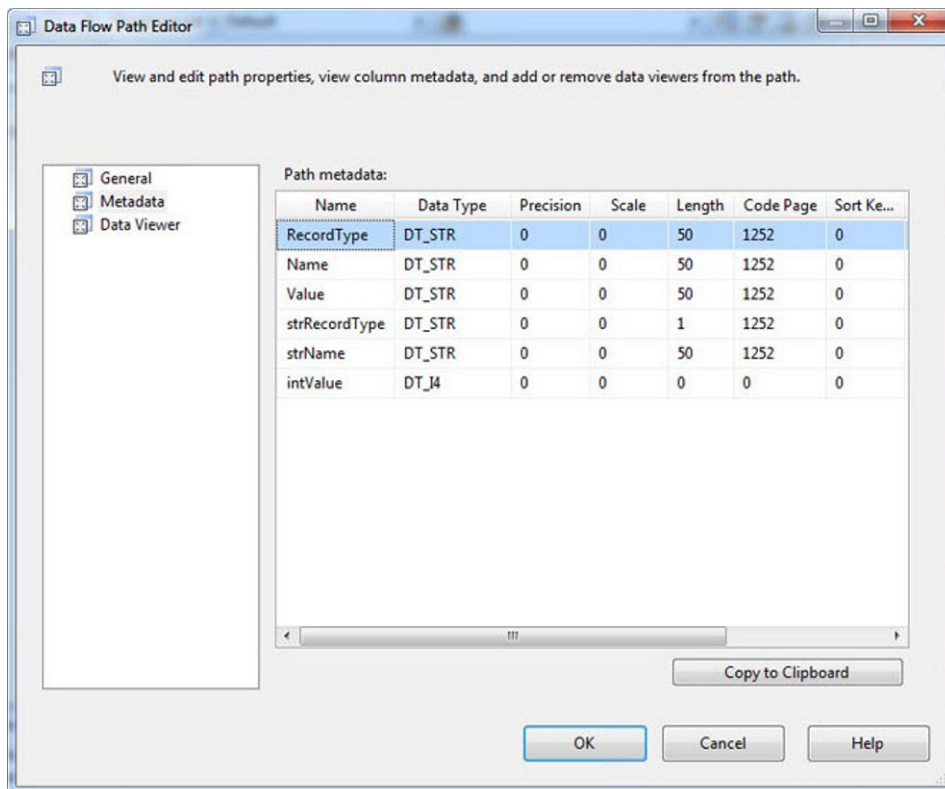 Data Flow Path Editor
View and edit path properties, view column metadata, and add or remove data viewers from the path.
General
Metadata
Data Viewer
Path metadata:
Name Data Type Precision Scale Length Code Page Sort Ke...
RecordType DT_STR 0 0 50 1252 0
Name DT_STR 0 0 50 1252 0
Value DT_STR 0 0 50 1252 0
strRecordType DT_STR 0 0 1 1252 0
strName DT_STR 0 0 50 1252 0
intValue DT_I4 0 0 0 0 0
Copy to Clipboard
OK Cancel Help